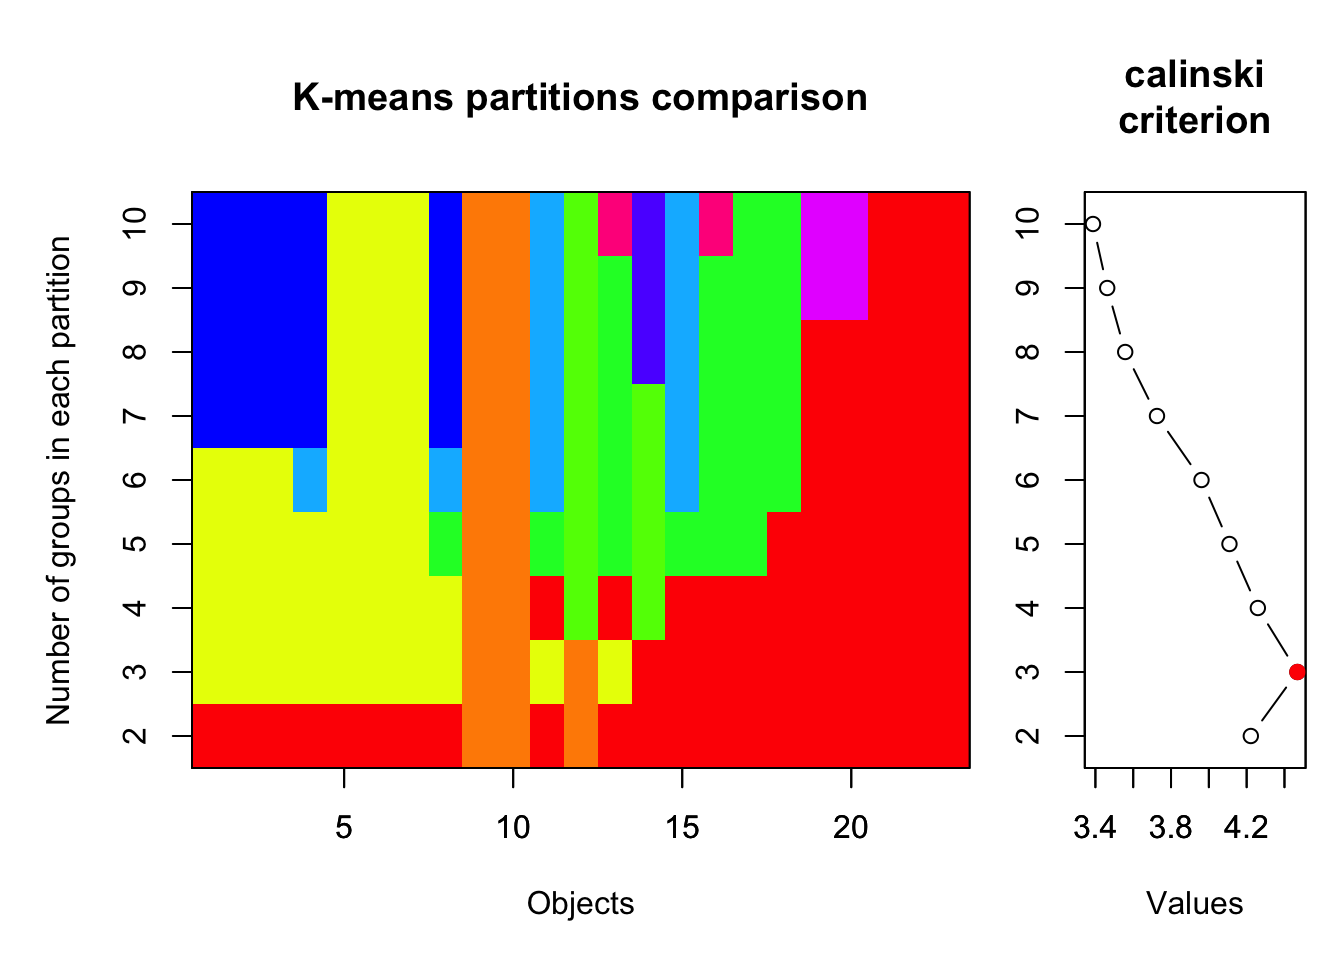 K-means partitions comparison
calinski
criterion
Number of groups in each partition
10
9
8
7
6
5
4
3
2
5 10 15 20
Objects
10
9
8
7
6
5
4
3
2
3.4 3.8 4.2
Values